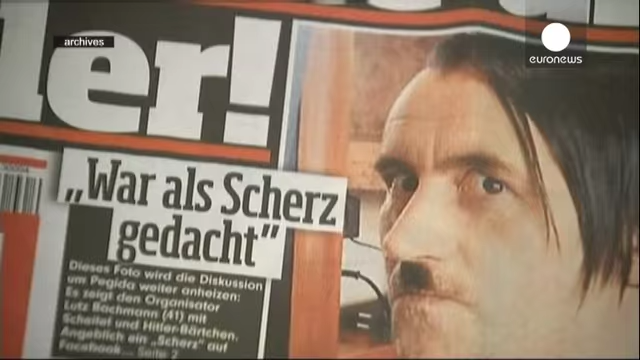 archives
euronews
ler!
„War als Scherz
gedacht”
Dieses Foto wird die Diskussion
um Pegida weiter anheizen:
Es zeigt den Organisator
Lutz Bachmann (41) mit
Scheitel und Hitler-Bärtchen.
Angeblich ein „Scherz” auf
Facebook... Seite 2